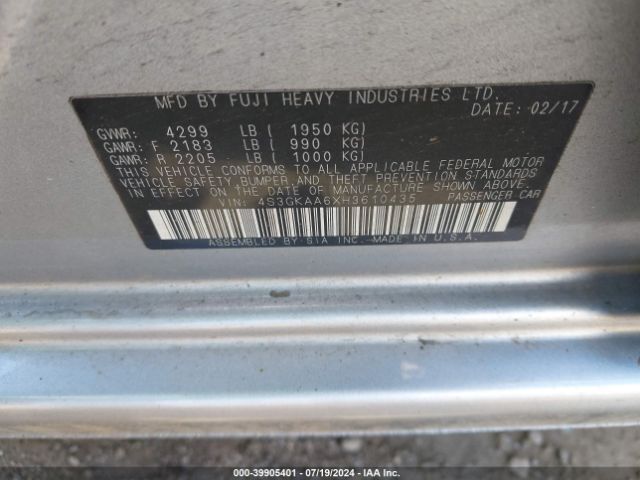 MFD BY FUJI HEAVY INDUSTRIES LTD.
DATE: 02/17
GVWR: 4299 LB ( 1950 KG)
GAWR: F 2183 LB ( 990 KG)
GAWR: R 2205 LB ( 1000 KG)
THIS VEHICLE CONFORMS TO ALL APPLICABLE FEDERAL MOTOR
VEHICLE SAFETY, BUMPER AND THEFT PREVENTION STANDARDS
IN EFFECT ON THE DATE OF MANUFACTURE SHOWN ABOVE.
VIN: 4S3GKAA6XH3610435 PASSENGER CAR
ASSEMBLED BY-SIA INC.-MADE IN U.S.A.
000-39905401 | 07/19/2024 | IAA Inc.